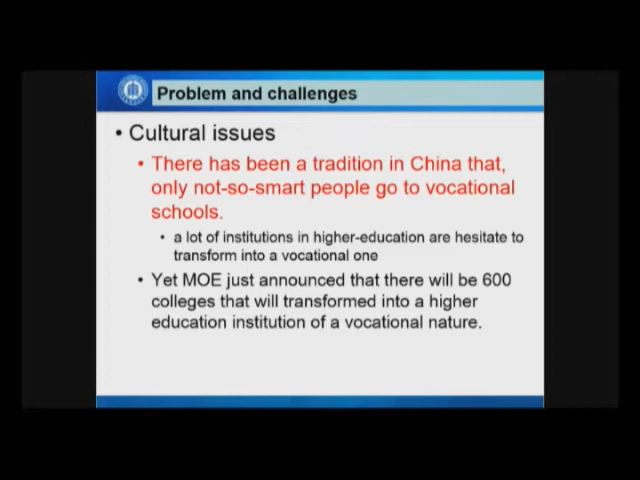 Problem and challenges
• Cultural issues
• There has been a tradition in China that,
only not-so-smart people go to vocational
schools.
• a lot of institutions in higher-education are hesitate to
transform into a vocational one
• Yet MOE just announced that there will be 600
colleges that will transformed into a higher
education institution of a vocational nature.